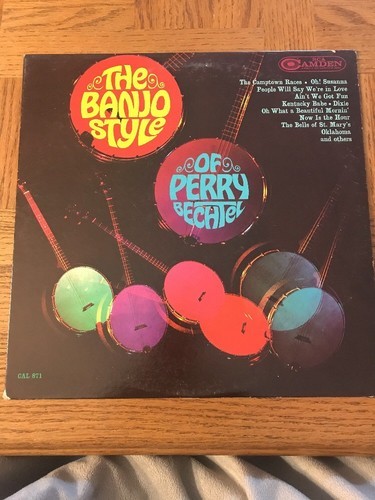 THE
BANJO
STYLE
OF
PERRY
BECHTEL
RCA
CAMDEN
The Camptown Races • Oh! Susanna
People Will Say We're in Love
Ain't We Got Fun
Kentucky Babe • Dixie
Oh What a Beautiful Mornin'
Now Is the Hour
The Bells of St. Mary's
Oklahoma
and others
CAL 871